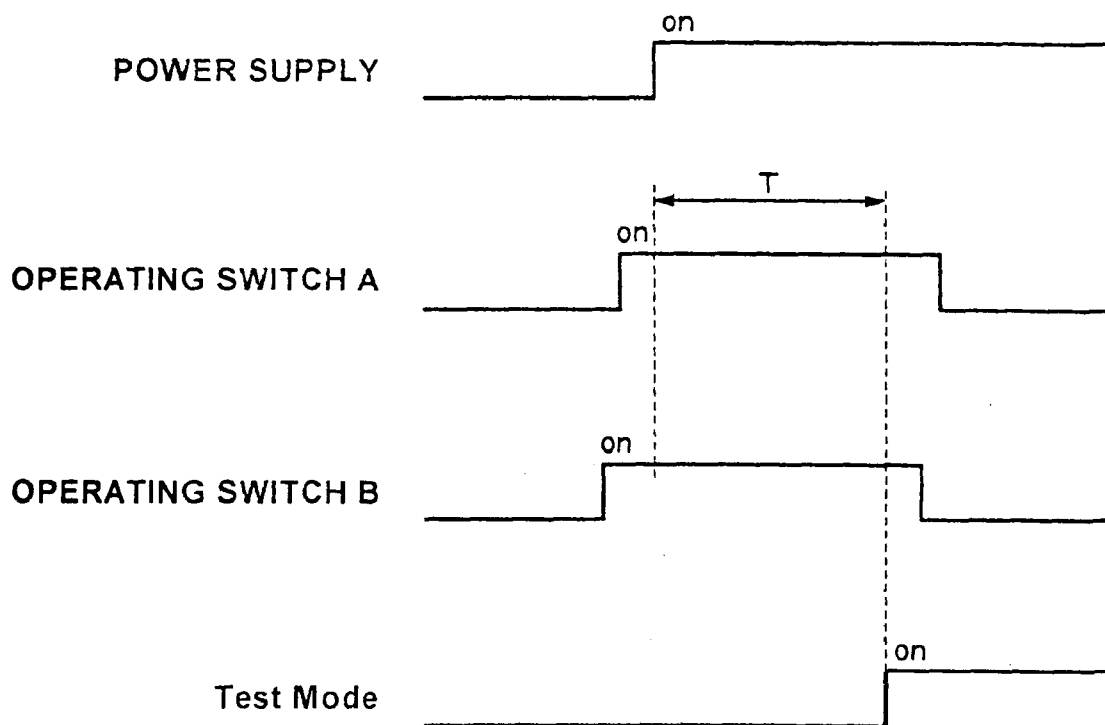 on
POWER SUPPLY
T
on
OPERATING SWITCH A
on
OPERATING SWITCH B
on
Test Mode